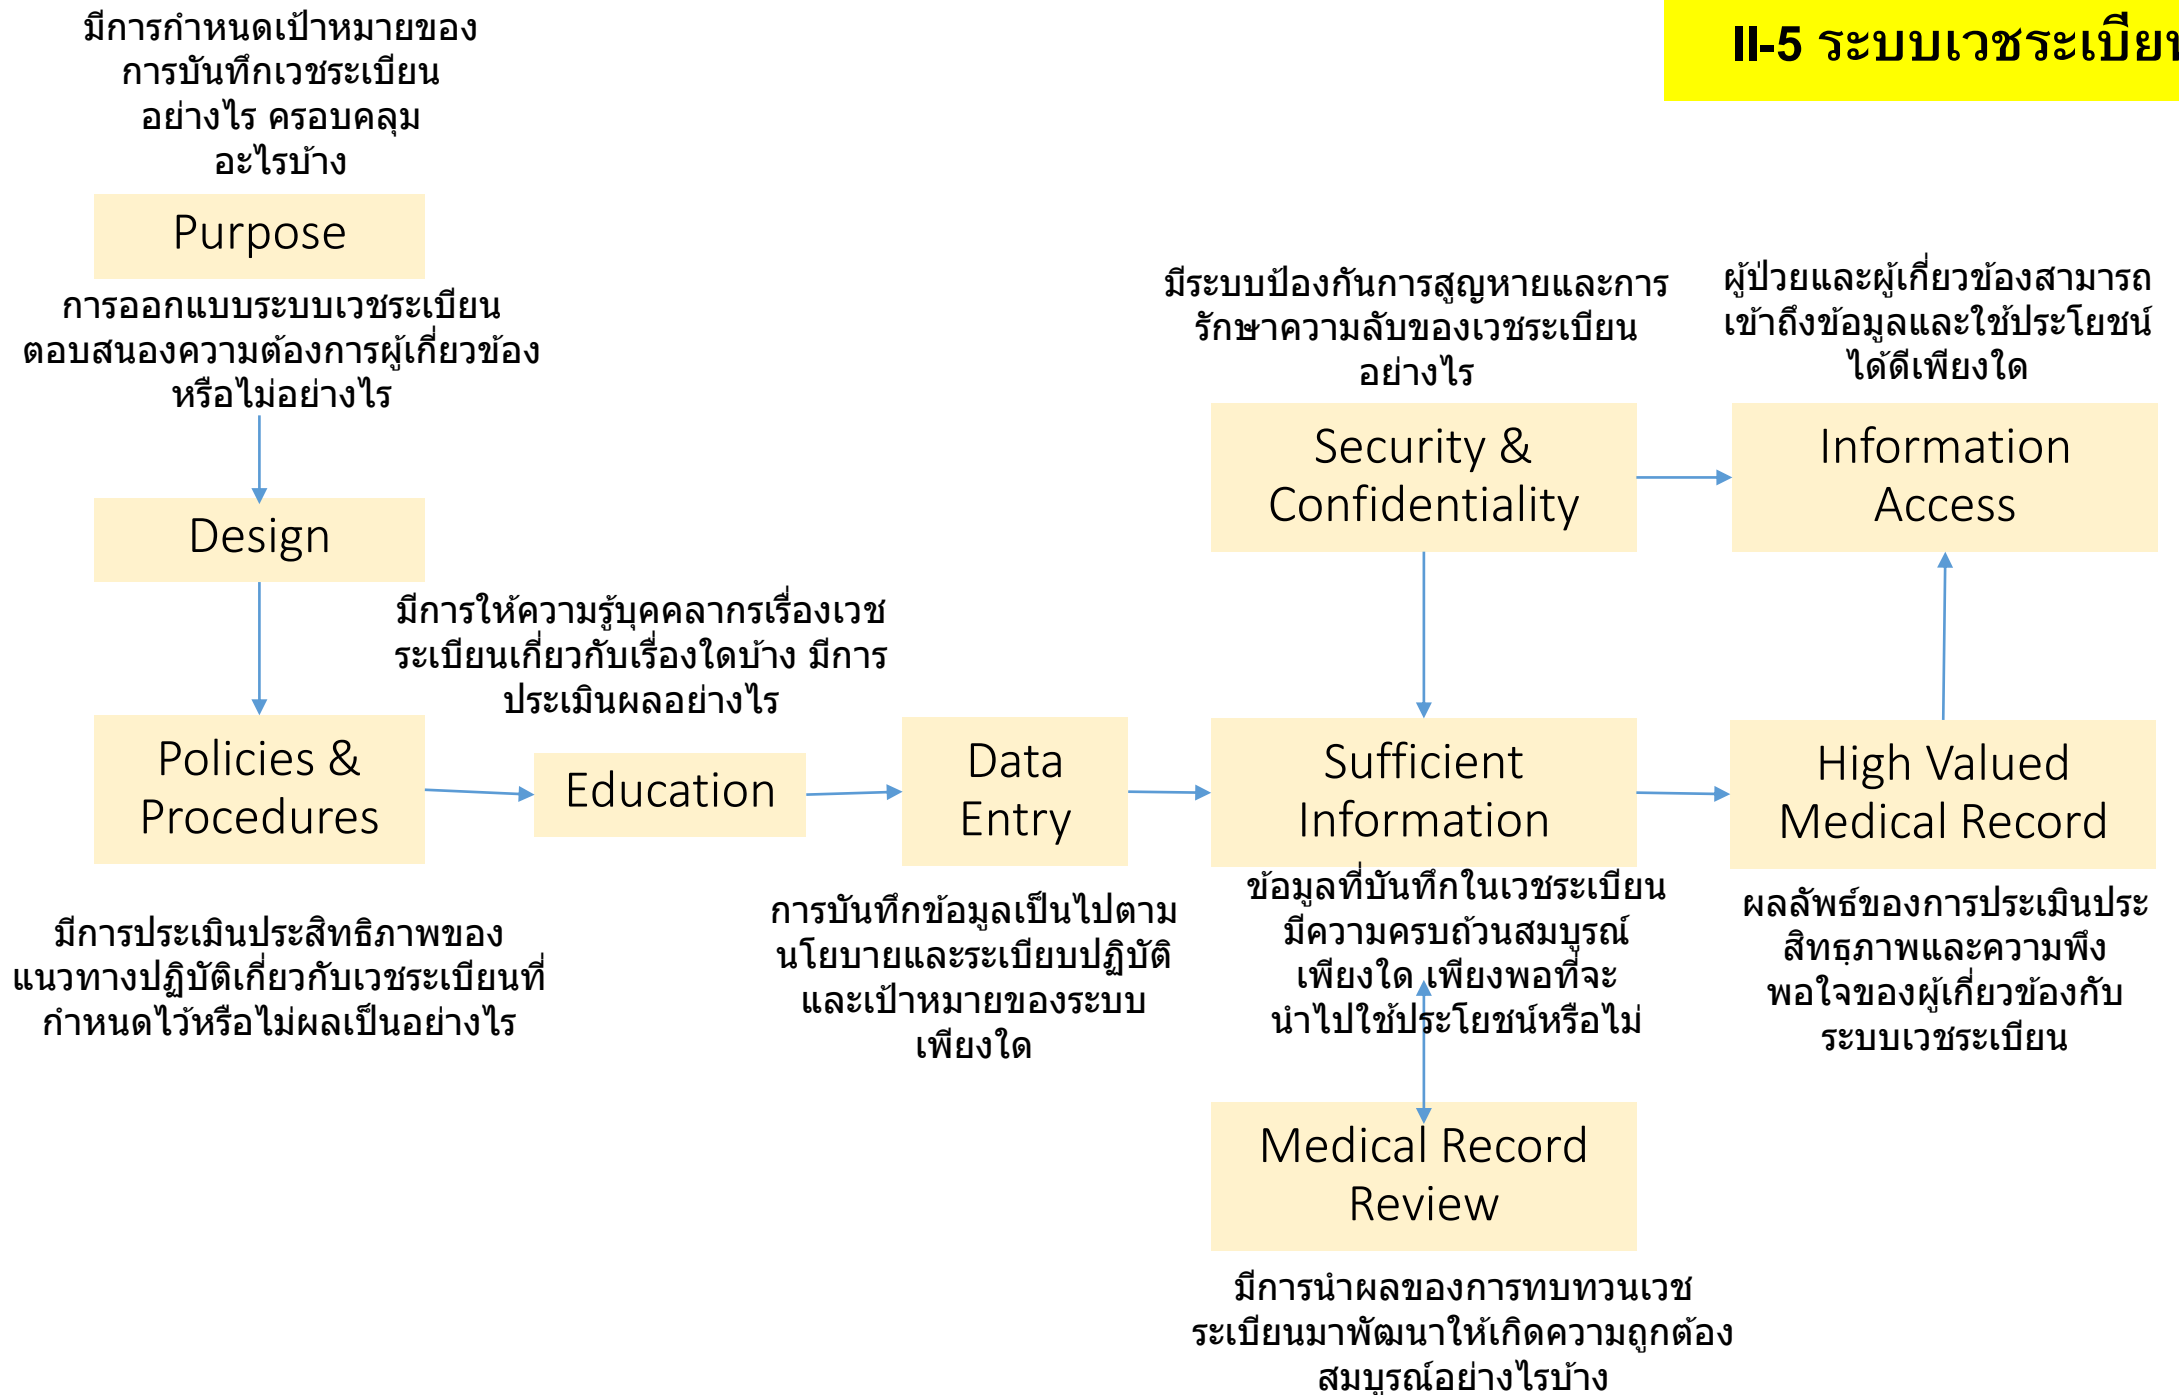 II-5 ระบบเวชระเบียน
มีการกำหนดเป้าหมายของ
การบันทึกเวชระเบียน
อย่างไร ครอบคลุม
อะไรบ้าง
Purpose
การออกแบบระบบเวชระเบียน
ตอบสนองความต้องการผู้เกี่ยวข้อง
หรือไม่อย่างไร
Design
Policies &
Procedures
มีการประเมินประสิทธิภาพของ
แนวทางปฏิบัติเกี่ยวกับเวชระเบียนที่
กำหนดไว้หรือไม่ผลเป็นอย่างไร
มีการให้ความรู้บุคคลากรเรื่องเวช
ระเบียนเกี่ยวกับเรื่องใดบ้าง มีการ
ประเมินผลอย่างไร
Education
Data
Entry
การบันทึกข้อมูลเป็นไปตาม
นโยบายและระเบียบปฏิบัติ
และเป้าหมายของระบบ
เพียงใด
มีระบบป้องกันการสูญหายและการ
รักษาความลับของเวชระเบียน
อย่างไร
Security &
Confidentiality
Sufficient
Information
ข้อมูลที่บันทึกในเวชระเบียน
มีความครบถ้วนสมบูรณ์
เพียงใด เพียงพอที่จะ
นำไปใช้ประโยชน์หรือไม่
Medical Record
Review
มีการนำผลของการทบทวนเวช
ระเบียนมาพัฒนาให้เกิดความถูกต้อง
สมบูรณ์อย่างไรบ้าง
ผู้ป่วยและผู้เกี่ยวข้องสามารถ
เข้าถึงข้อมูลและใช้ประโยชน์
ได้ดีเพียงใด
Information
Access
High Valued
Medical Record
ผลลัพธ์ของการประเมินประ
สิทธฺภาพและความพึง
พอใจของผู้เกี่ยวข้องกับ
ระบบเวชระเบียน